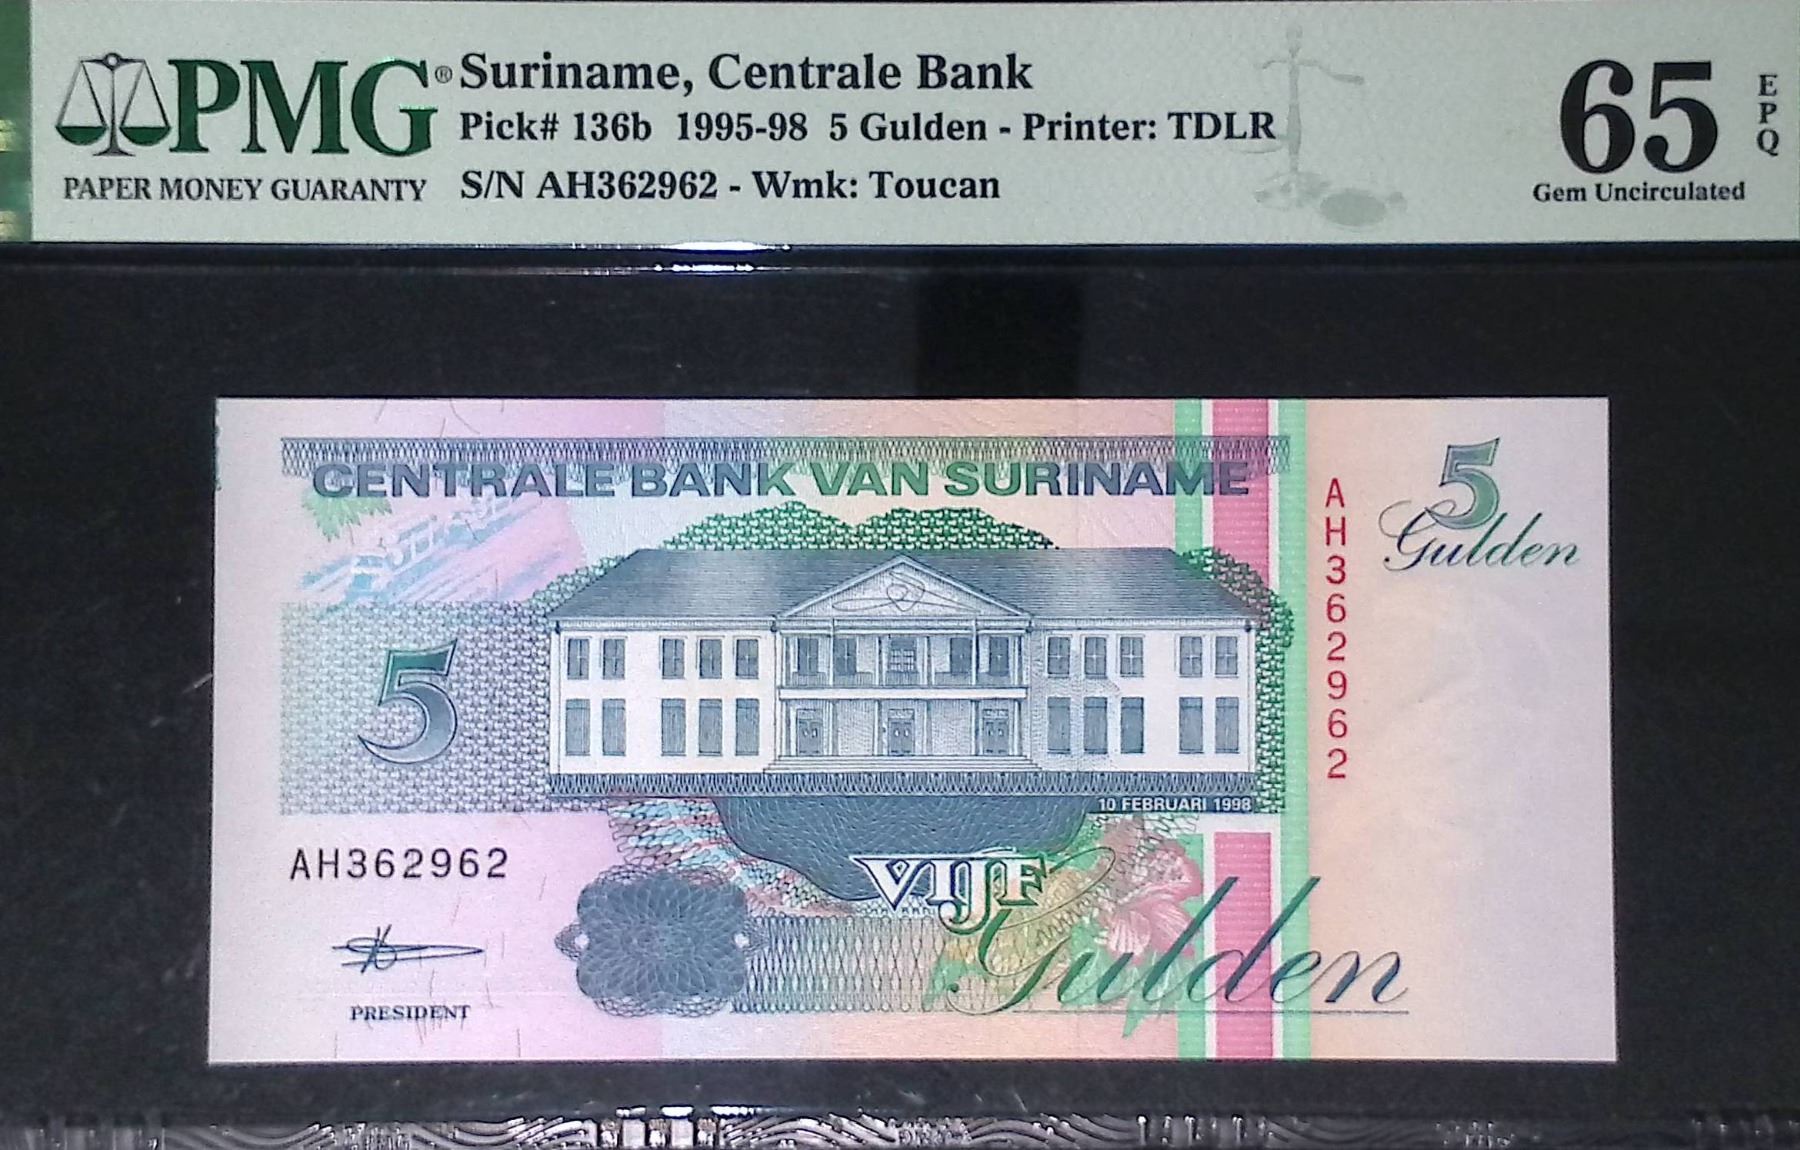 PMG®
PAPER MONEY GUARANTY
Suriname, Centrale Bank
Pick# 136b 1995-98 5 Gulden - Printer: TDLR
S/N AH362962 - Wmk: Toucan
65
EPQ
Gem Uncirculated
CENTRALE BANK VAN SURINAME
5
Gulden
AH362962
5
10 FEBRUARI 1998
AH362962
VIJF
Gulden
PRESIDENT